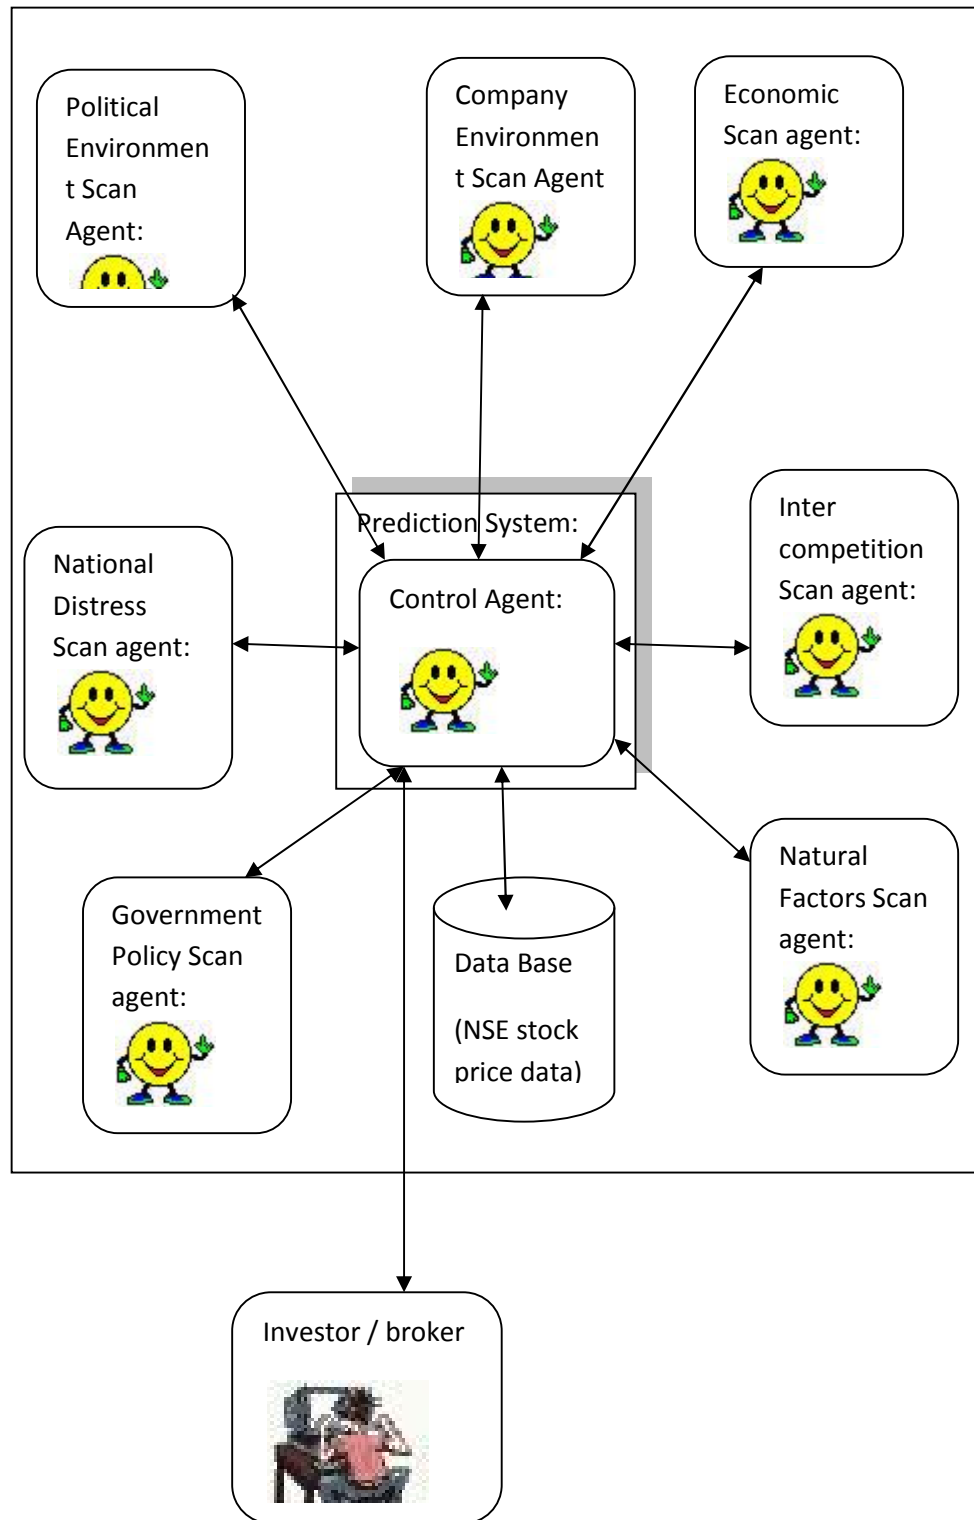 Political
Environmen
t Scan
Agent:
Company
Environmen
t Scan Agent
Economic
Scan agent:
Prediction System:
Control Agent:
National
Distress
Scan agent:
Inter
competition
Scan agent:
Government
Policy Scan
agent:
Data Base
(NSE stock
price data)
Natural
Factors Scan
agent:
Investor / broker